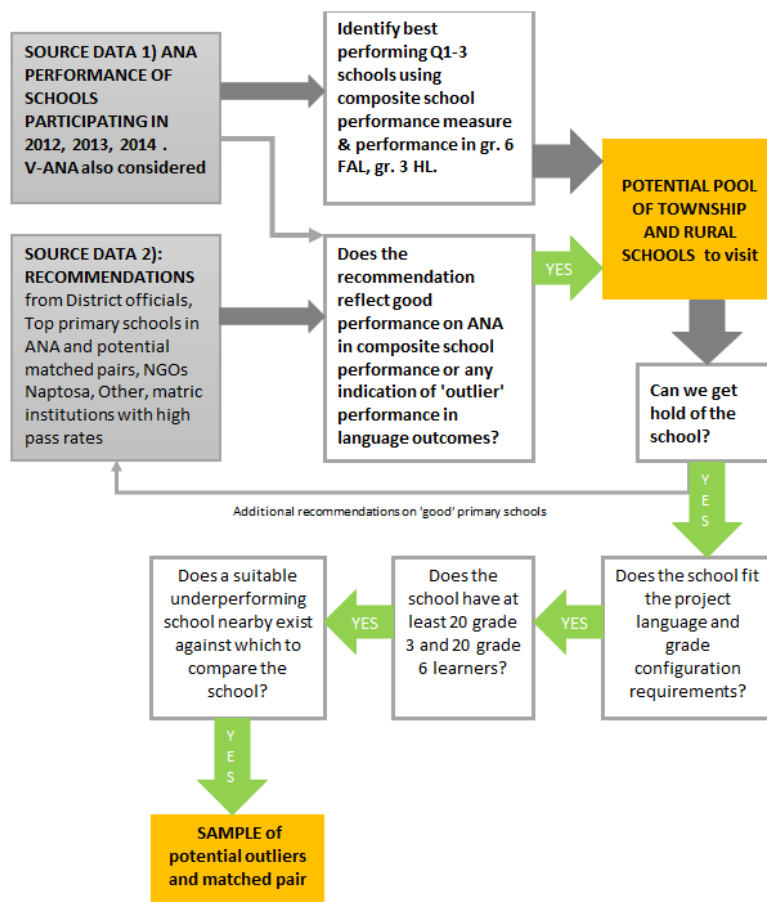 SOURCE DATA 1) ANA
PERFORMANCE OF
SCHOOLS
PARTICIPATING IN
2012, 2013, 2014 .
V-ANA also considered
Identify best
performing Q1-3
schools using
composite school
performance measure
& performance in gr. 6
FAL, gr. 3 HL.
POTENTIAL POOL
OF TOWNSHIP
AND RURAL
SCHOOLS to visit
SOURCE DATA 2):
RECOMMENDATIONS
from District officials,
Top primary schools in
ANA and potential
matched pairs, NGOs
Naptosa, Other, matric
institutions with high
pass rates
Does the
recommendation
reflect good
performance on ANA
in composite school
performance or any
indication of 'outlier'
performance in
language outcomes?
YES
Can we get
hold of the
school?
Additional recommendations on 'good' primary schools
Y
E
S
Does the school fit
the project
language and
grade
configuration
requirements?
YES
Does the
school have at
least 20 grade
3 and 20 grade
6 learners?
YES
Does a suitable
underperforming
school nearby exist
against which to
compare the
school?
Y
E
S
SAMPLE of
potential outliers
and matched pair